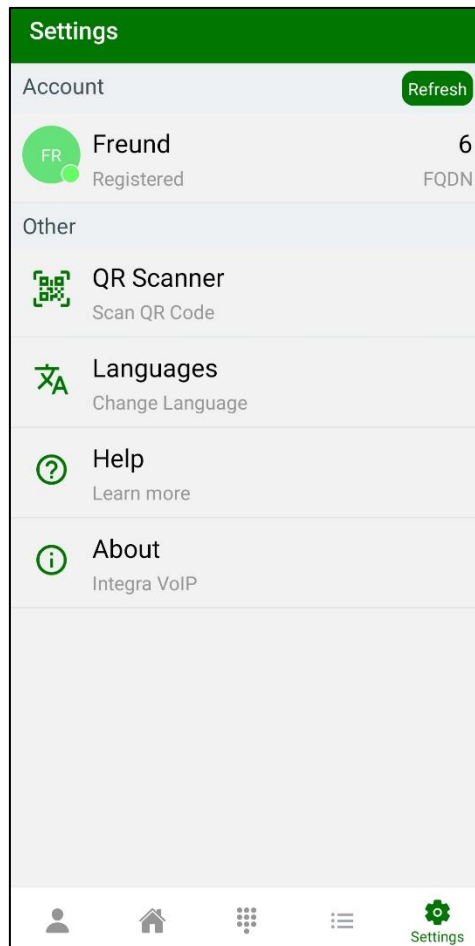 Settings
Account
Refresh
FR
Freund
6
Registered
FQDN
Other
QR Scanner
Scan QR Code
Languages
Change Language
Help
Learn more
About
Integra VoIP
Settings